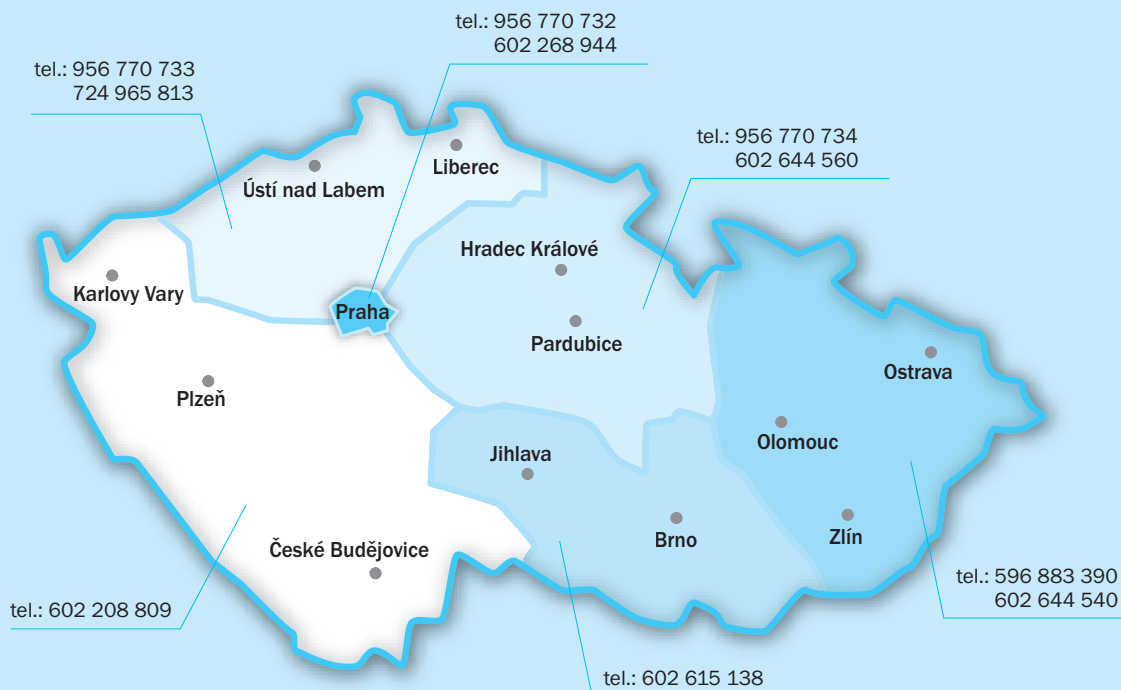 tel.: 956 770 732
602 268 944
tel.: 956 770 733
724 965 813
tel.: 956 770 734
602 644 560
Liberec
Ústí nad Labem
Hradec Králové
Karlovy Vary
Praha
Pardubice
Ostrava
Plzeň
Olomouc
Jihlava
Zlín
Brno
České Budějovice
tel.: 596 883 390
602 644 540
tel.: 602 208 809
tel.: 602 615 138